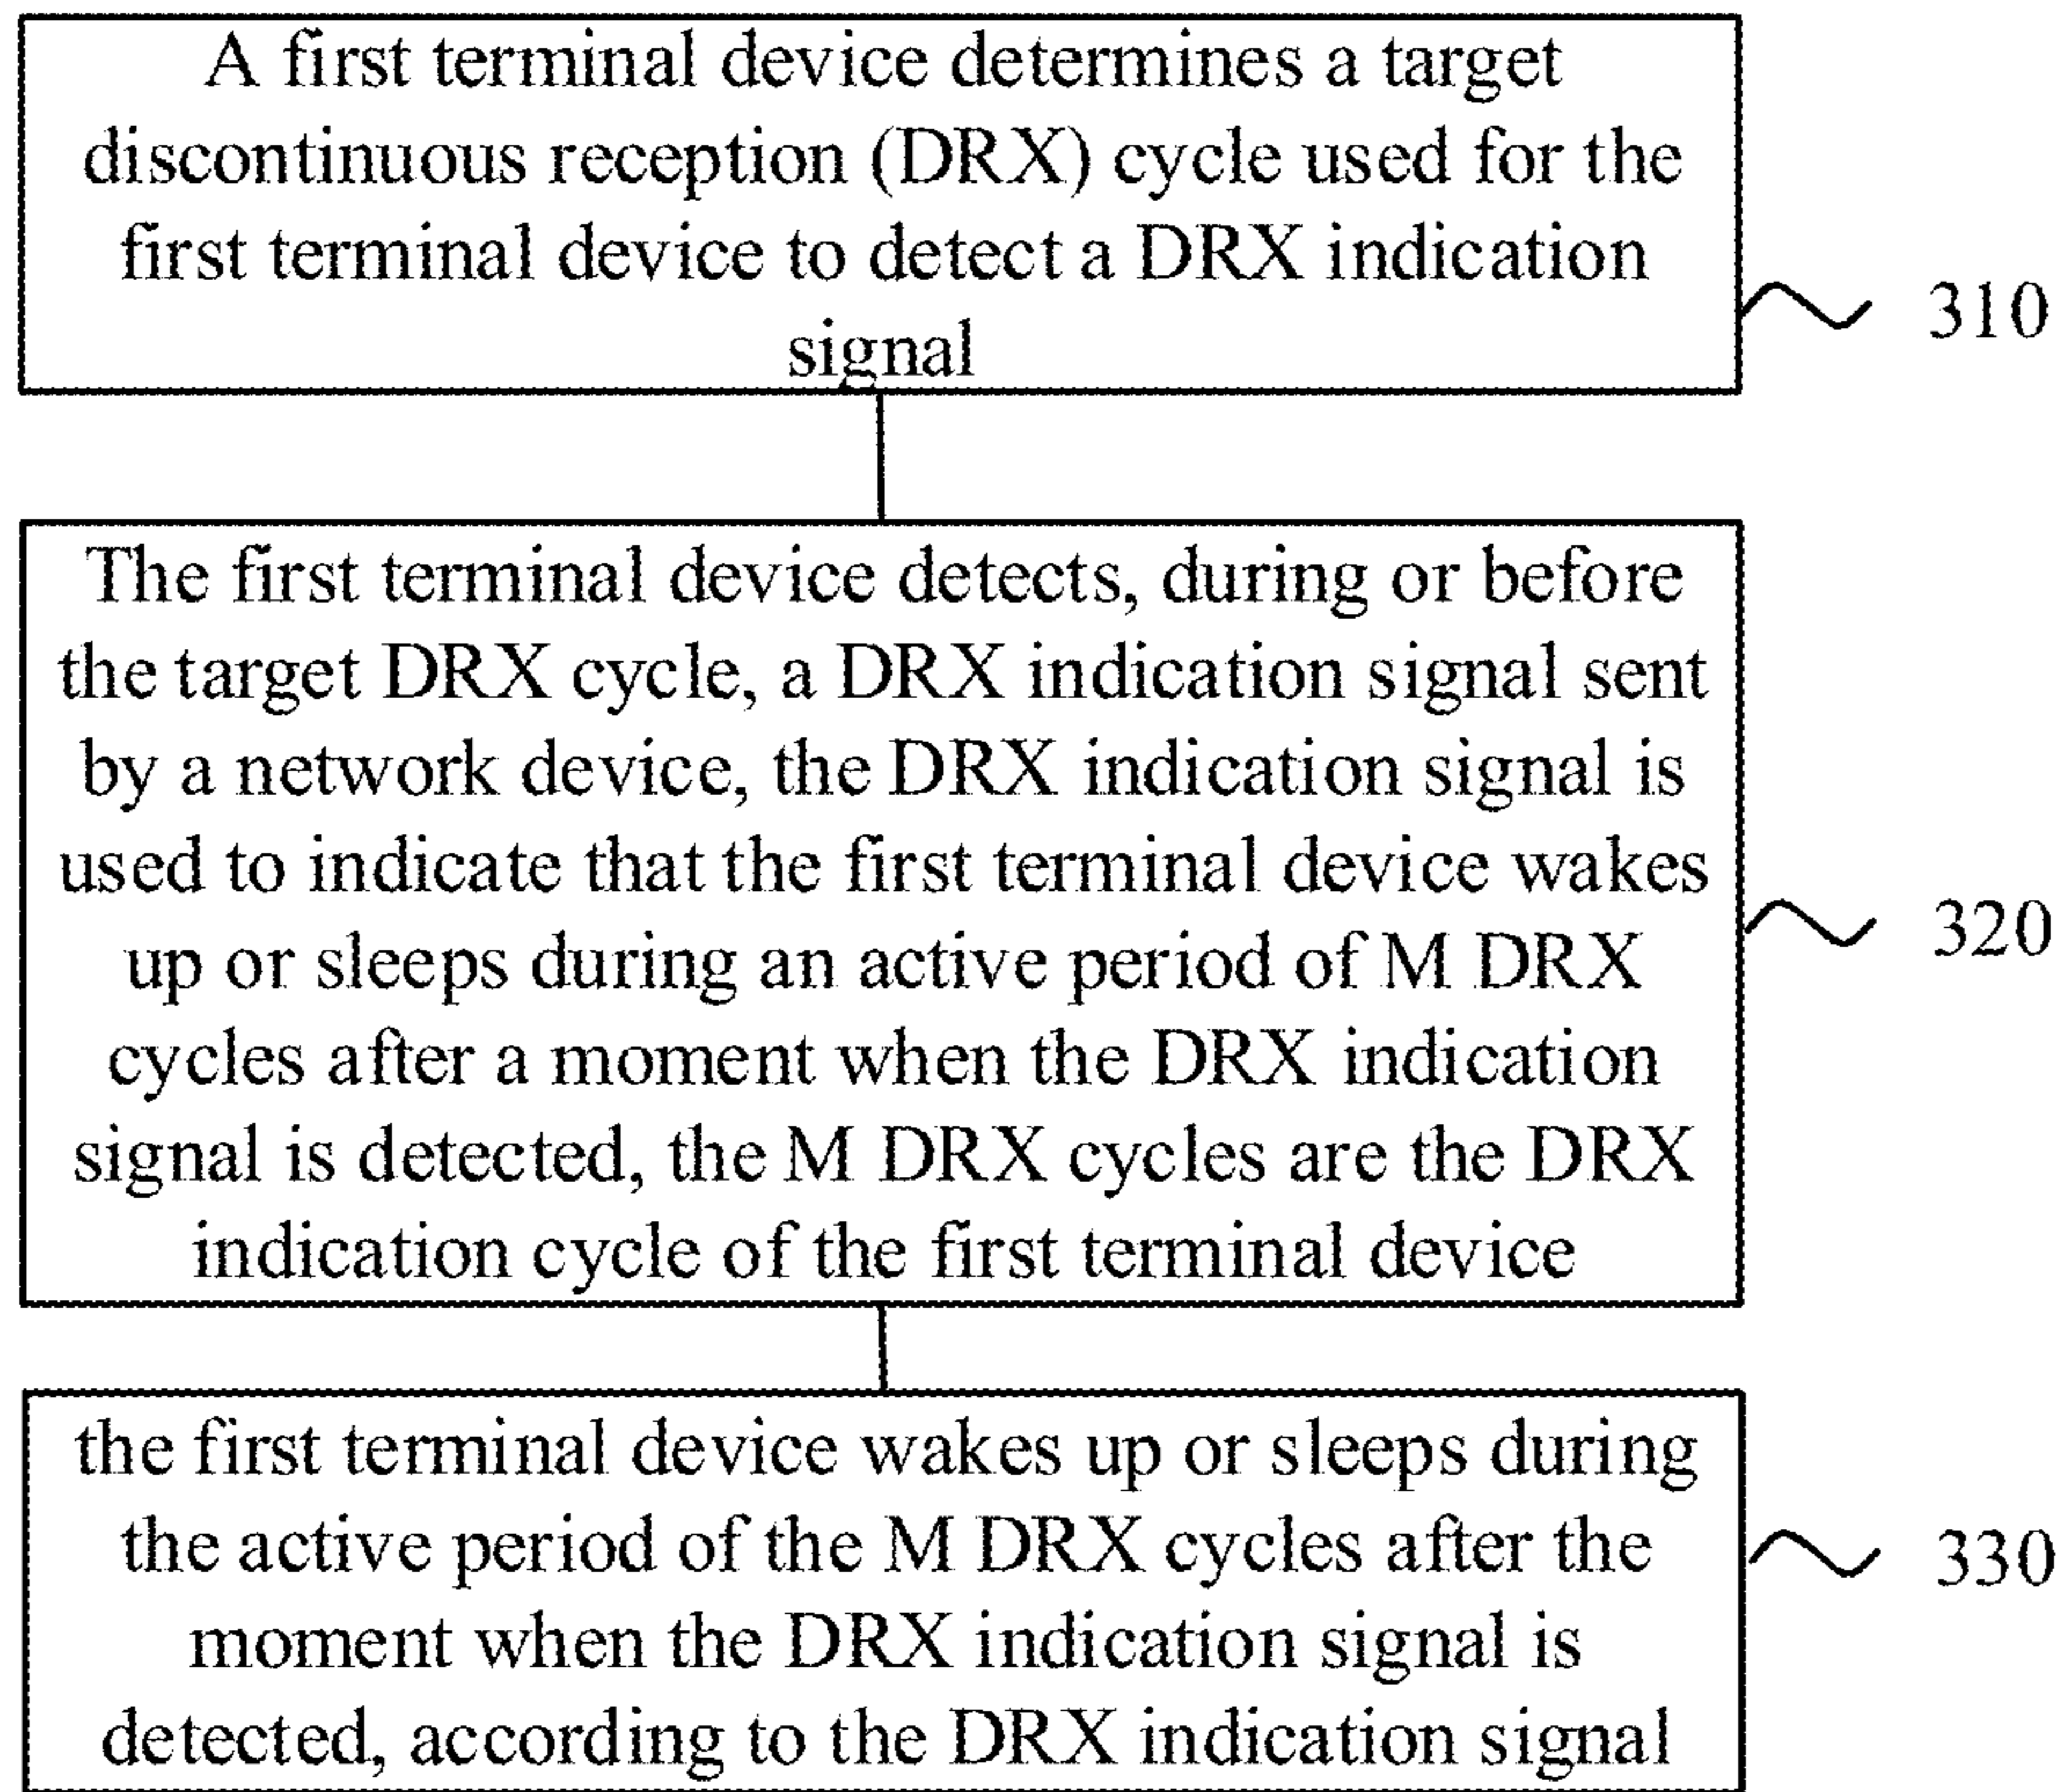 A first terminal device determines a target
discontinuous reception (DRX) cycle used for the
first terminal device to detect a DRX indication
signal
310
The first terminal device detects, during or before
the target DRX cycle, a DRX indication signal sent
by a network device, the DRX indication signal is
used to indicate that the first terminal device wakes
up or sleeps during an active period of M DRX
cycles after a moment when the DRX indication
signal is detected, the M DRX cycles are the DRX
indication cycle of the first terminal device
320
the first terminal device wakes up or sleeps during
the active period of the M DRX cycles after the
moment when the DRX indication signal is
detected, according to the DRX indication signal
330